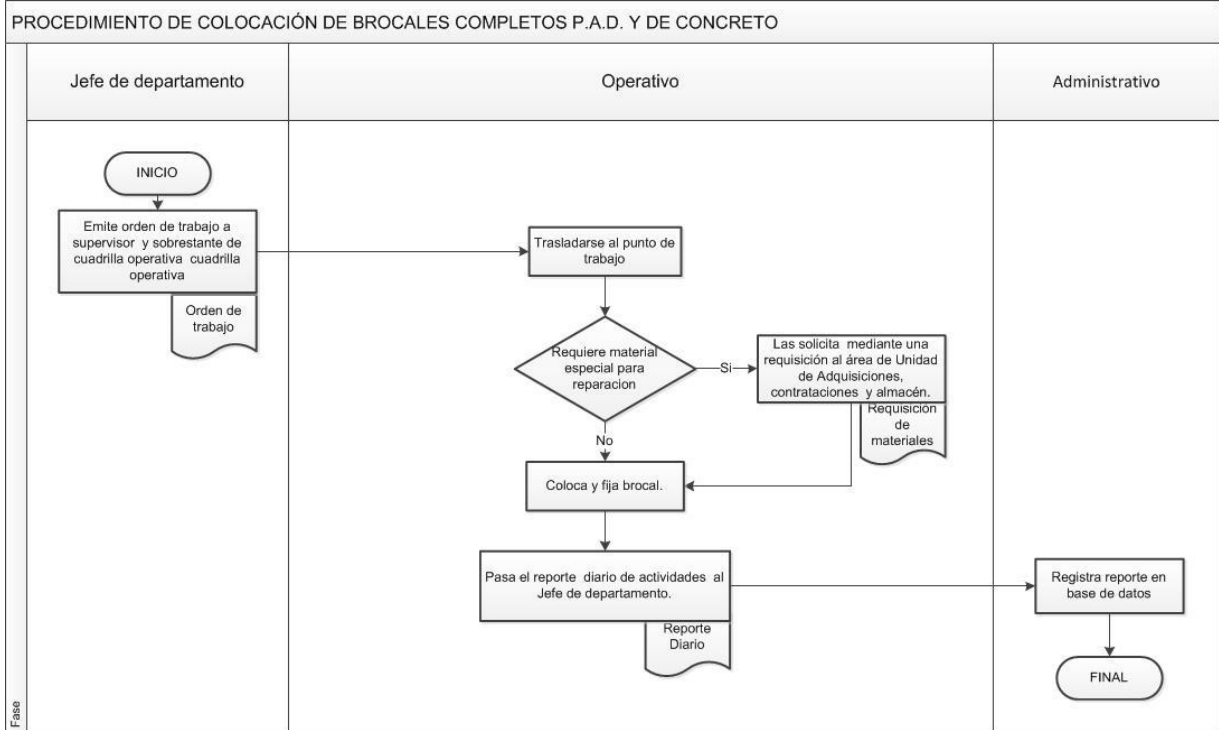 PROCEDIMIENTO DE COLOCACIÓN DE BROCALES COMPLETOS P.A.D. Y DE CONCRETO
Jefe de departamento
Operativo
Administrativo
INICIO
Emite orden de trabajo a
supervisor y sobrestante de
cuadrilla operativa cuadrilla
operativa
Orden de
trabajo
Trasladarse al punto de
trabajo
Requiere material
especial para
reparacion
Si
Las solicita mediante una
requisición al área de Unidad
de Adquisiciones,
contrataciones y almacén.
Requisición
de
materiales
No
Coloca y fija brocal.
Pasa el reporte diario de actividades al
Jefe de departamento.
Reporte
Diario
Registra reporte en
base de datos
FINAL
Fase